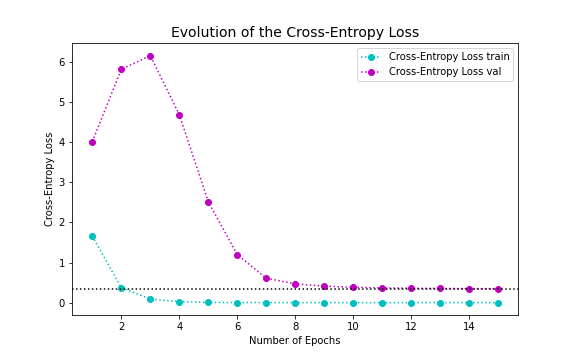 Evolution of the Cross-Entropy Loss
Cross-Entropy Loss train
Cross-Entropy Loss val
Cross-Entropy Loss
6
5
4
3
2
1
0
2 4 6 8 10 12 14
Number of Epochs